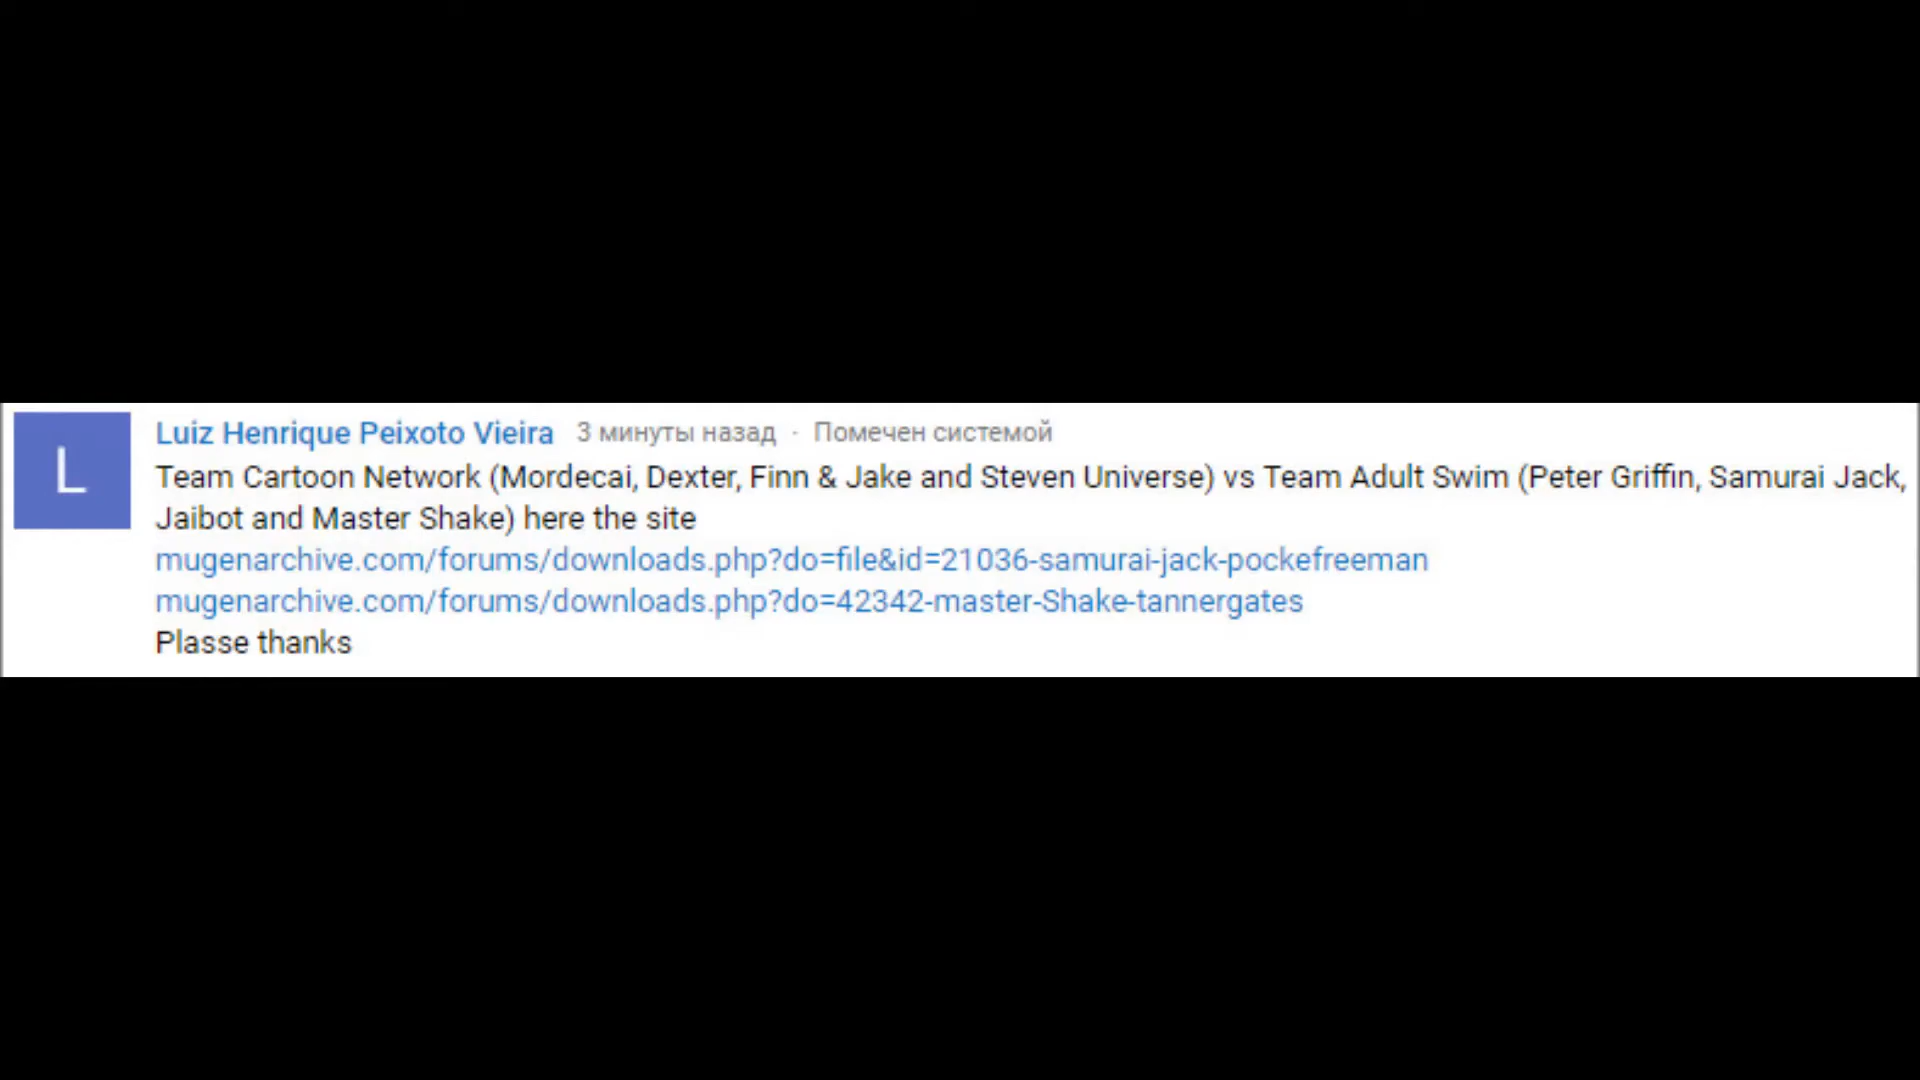 L
Luiz Henrique Peixoto Vieira 3 минуты назад · Помечен системой
Team Cartoon Network (Mordecai, Dexter, Finn & Jake and Steven Universe) vs Team Adult Swim (Peter Griffin, Samurai Jack,
Jaibot and Master Shake) here the site
mugenarchive.com/forums/downloads.php?do=file&id=21036-samurai-jack-pockefreeman
mugenarchive.com/forums/downloads.php?do=42342-master-Shake-tannergates
Plasse thanks